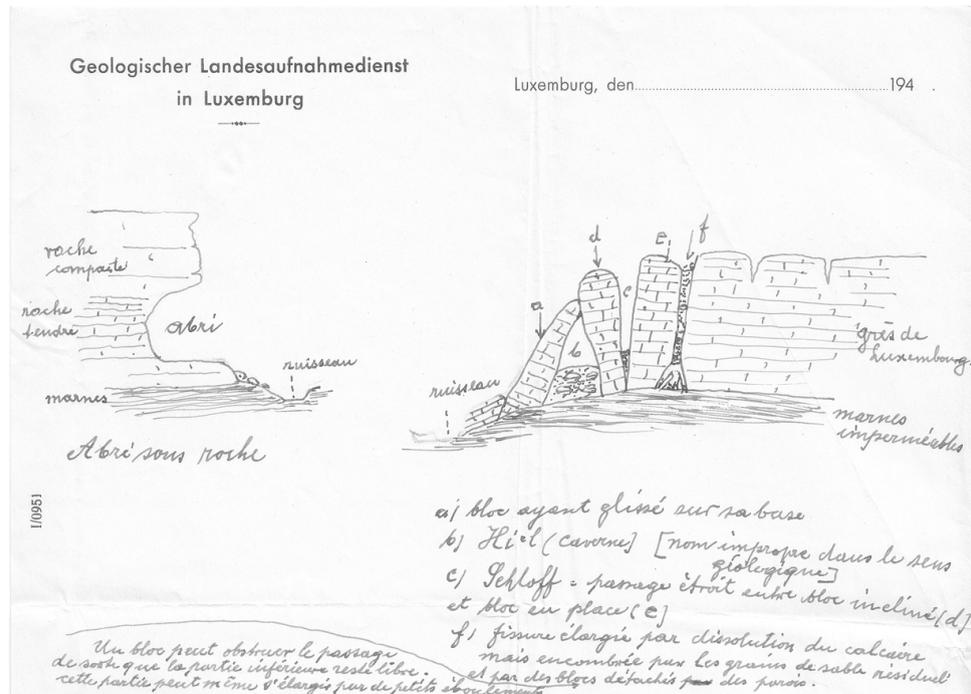 Geologischer Landesaufnahmedienst
in Luxemburg
Luxemburg, den 194
roche
compacte
roche
tendre
abri
ruisseau
marnes
Abri sous roche
I/0951
a
b
c
d
e
f
ruisseau
grès de
Luxembourg
marnes
imperméables
a) bloc ayant glissé sur sa base
b) Hiel (caverne) [nom impropre dans le sens
géologique]
c) Schloff = passage étroit entre bloc incliné (d)
et bloc en place (e)
f) fissure élargie par dissolution du calcaire
mais encombrée par les grains de sable résiduel
et par des blocs détachés des parois.
Un bloc peut obstruer le passage
de sorte que la partie inférieure reste libre.
cette partie peut même s'élargir par de petits éboulements